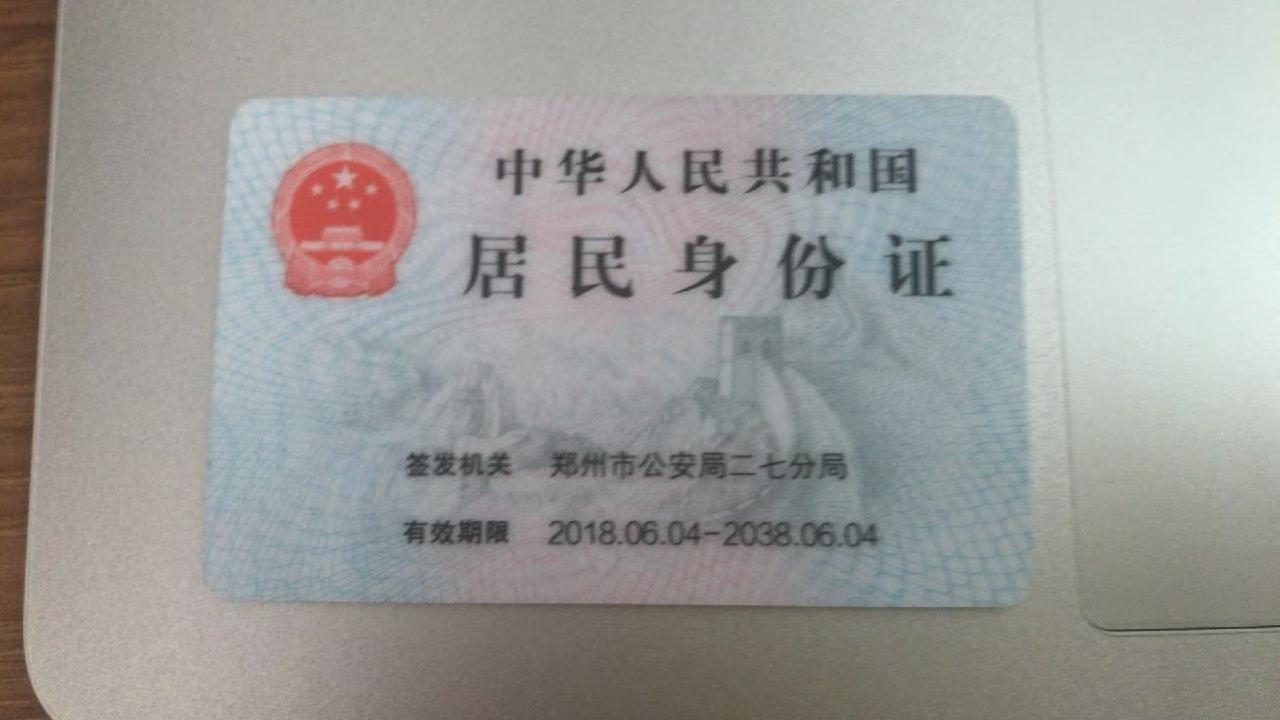 中华人民共和国
居民身份证
签发机关 郑州市公安局二七分局
有效期限 2018.06.04-2038.06.04